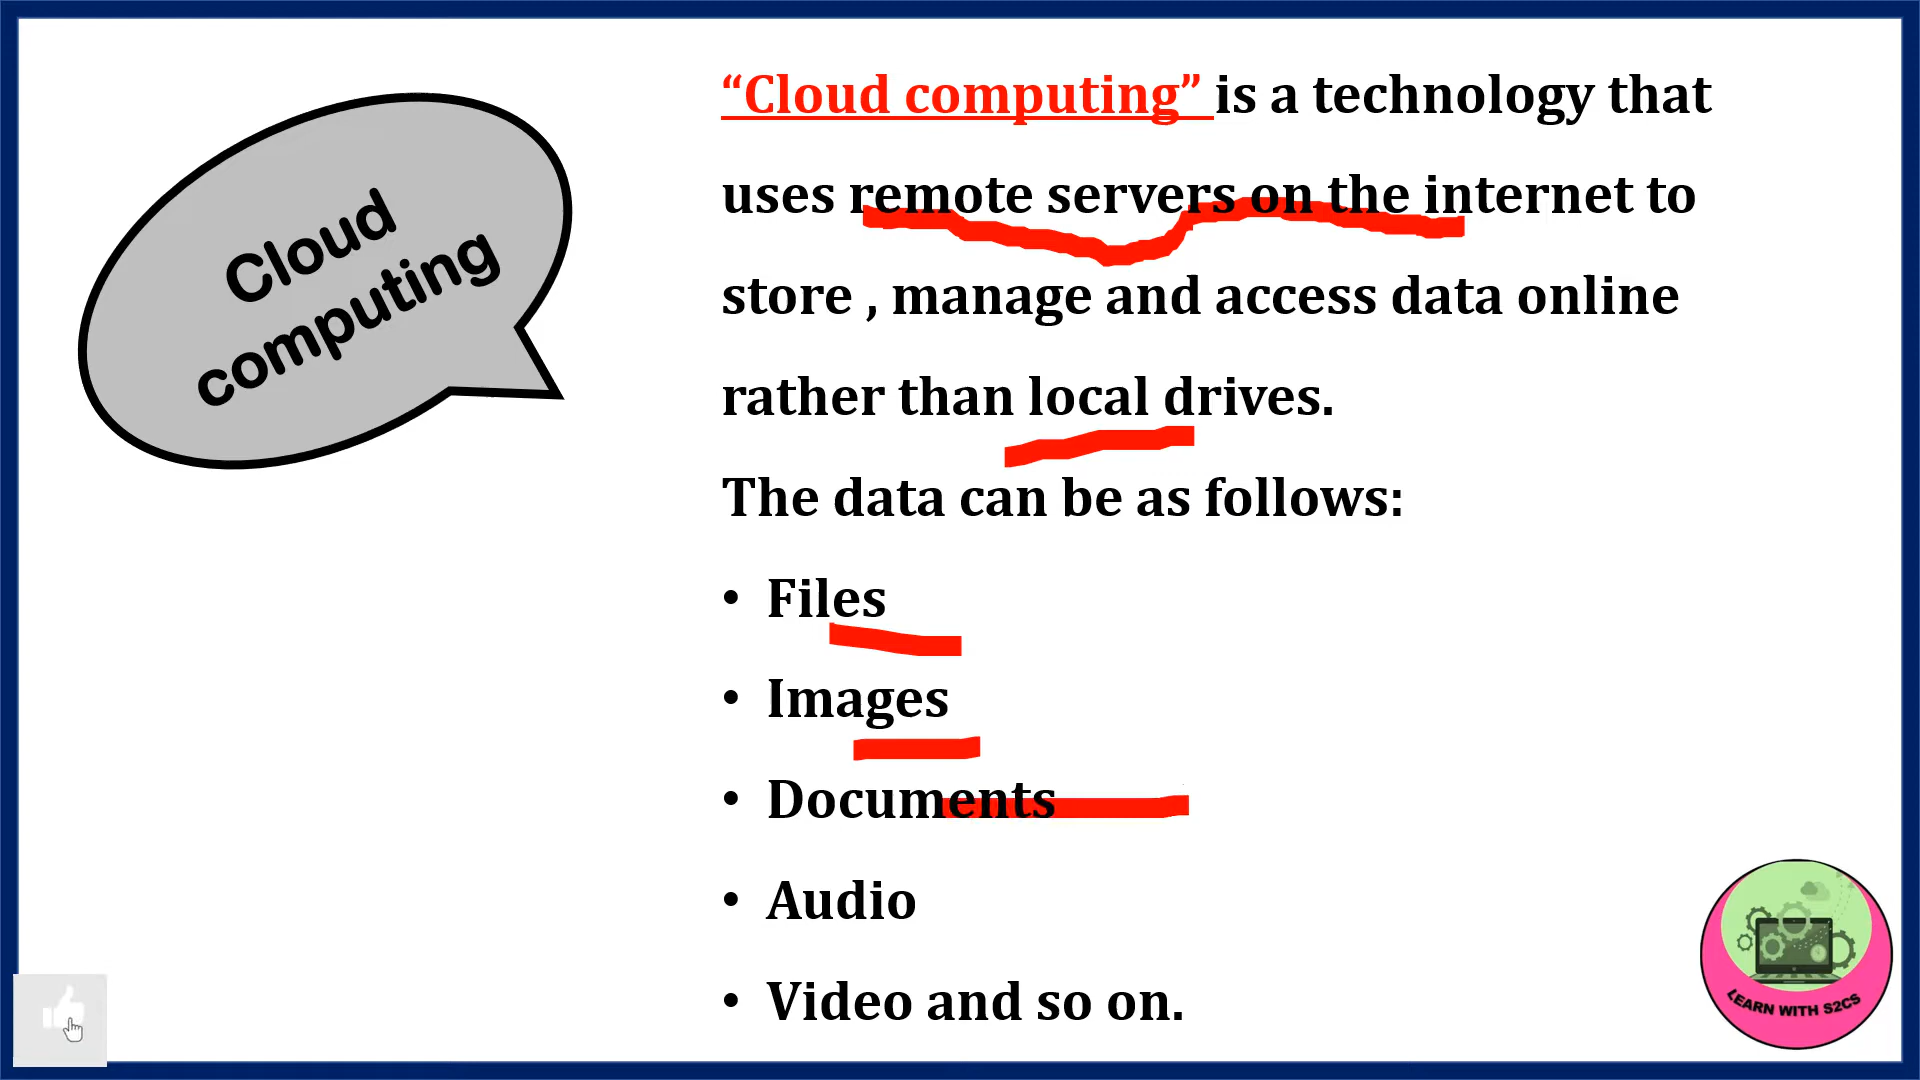 Cloud
computing
“Cloud computing” is a technology that
uses remote servers on the internet to
store , manage and access data online
rather than local drives.
The data can be as follows:
• Files
• Images
• Documents
• Audio
• Video and so on.
LEARN WITH S2CS